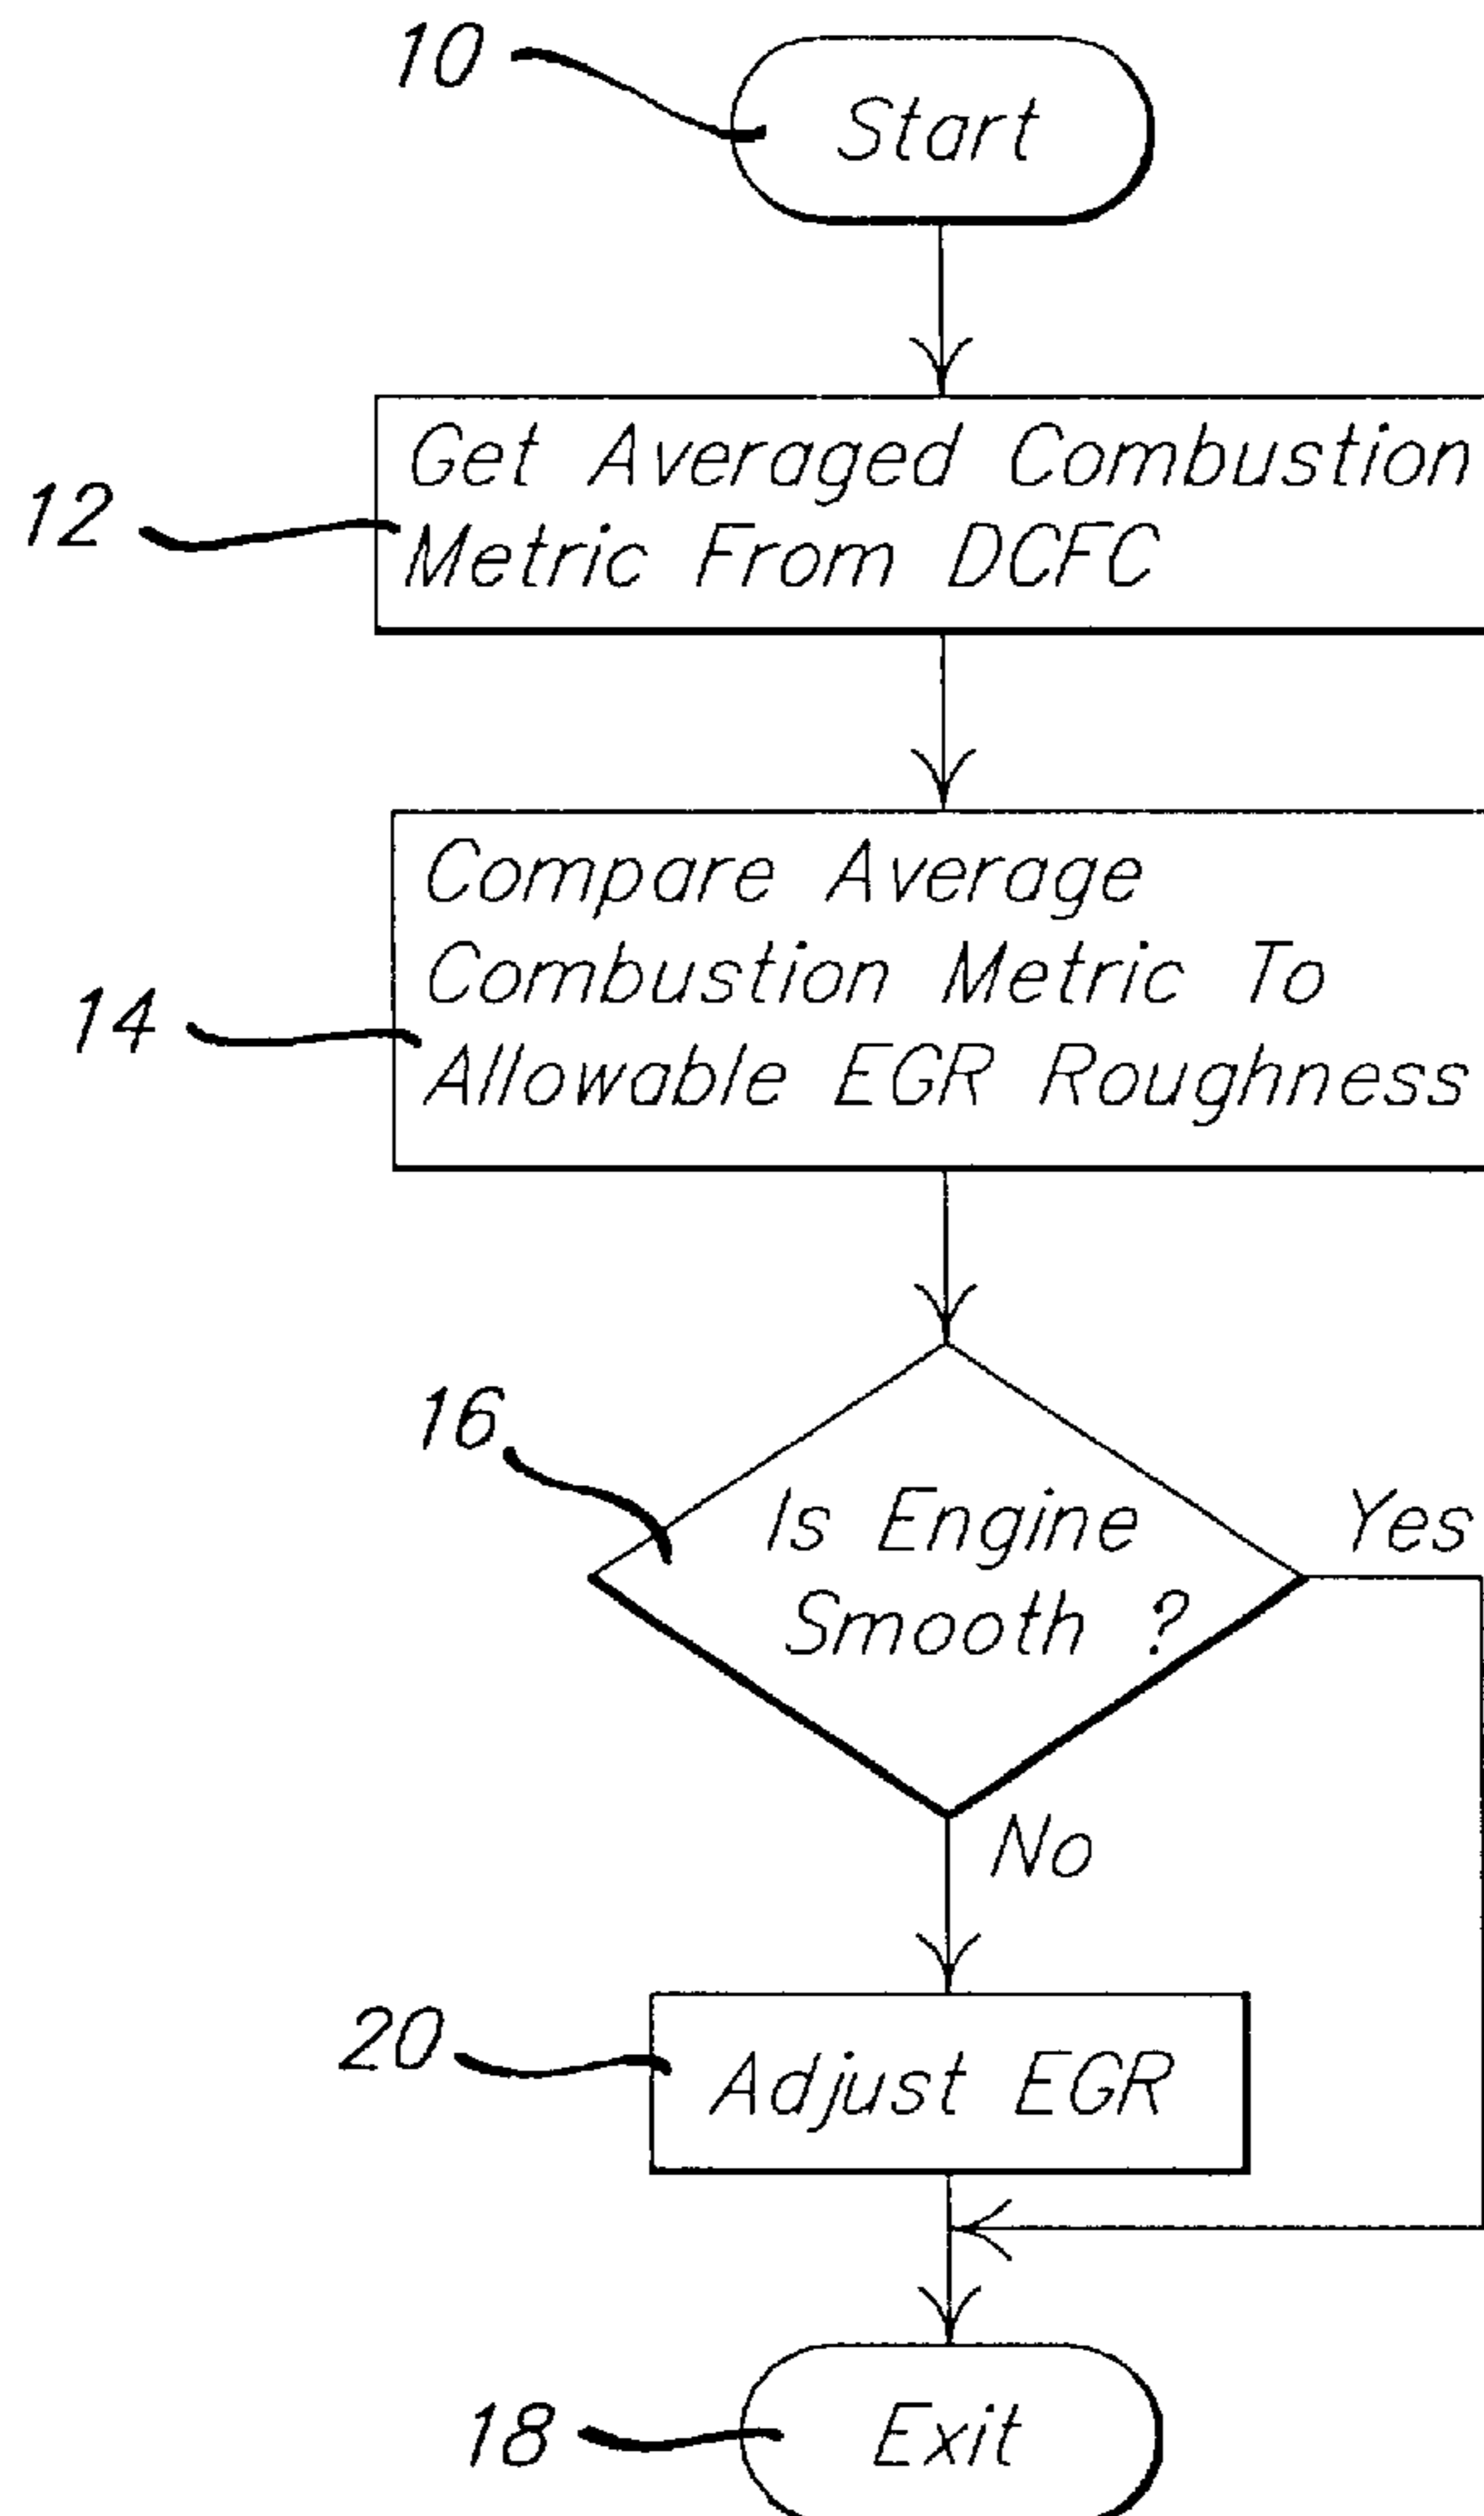 10
Start
12
Get Averaged Combustion
Metric From DCFC
14
Compare Average
Combustion Metric To
Allowable EGR Roughness
16
Is Engine
Smooth ?
Yes
No
20
Adjust EGR
18
Exit